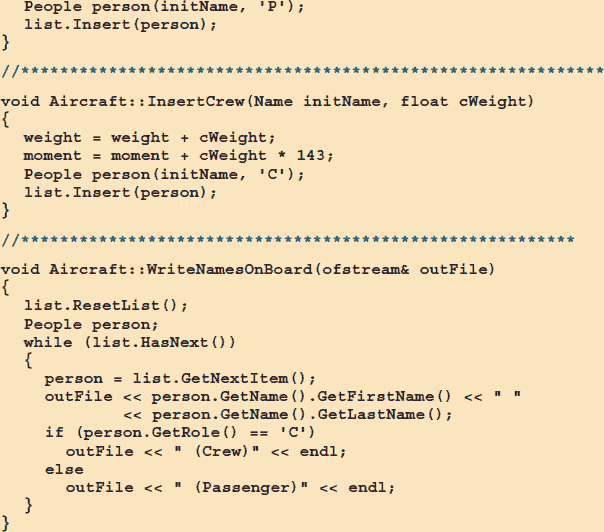 People person(initName, 'P');
list.Insert(person);
}
//************************************************************
void Aircraft::InsertCrew(Name initName, float cWeight)
{
weight = weight + cWeight;
moment = moment + cWeight * 143;
People person(initName, 'C');
list.Insert(person);
}
//*********************************************************
void Aircraft::WriteNamesOnBoard(ofstream& outFile)
{
list.ResetList();
People person;
while (list.HasNext())
{
person = list.GetNextItem();
outFile << person.GetName().GetFirstName() << " "
<< person.GetName().GetLastName();
if (person.GetRole() == 'C')
outFile << " (Crew)" << endl;
else
outFile << " (Passenger)" << endl;
}
}